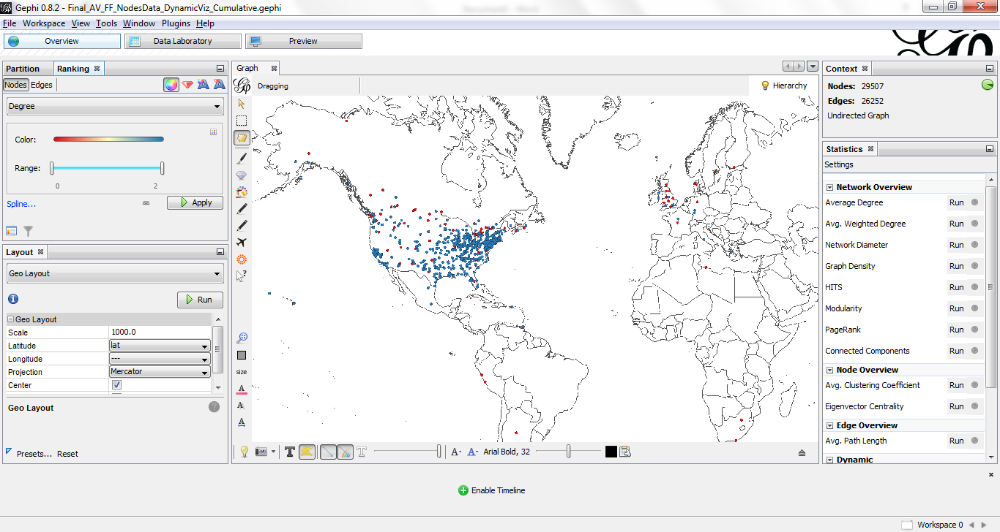 Gephi 0.8.2 - Final_AV_FF_NodesData_DynamicViz_Cumulative.gephi
File Workspace View Tools Window Plugins Help
Overview Data Laboratory Preview
Partition Ranking
Nodes Edges
Degree
Color:
Range:
0 2
Spline...
Apply
Layout
Geo Layout
Run
Geo Layout
Scale 1000.0
Latitude lat
Longitude ---
Projection Mercator
Center
Geo Layout
Presets... Reset
Graph
Dragging
Hierarchy
size
A
A
A
T T A- A- Arial Bold, 32
Context
Nodes: 29507
Edges: 26252
Undirected Graph
Statistics
Settings
Network Overview
Average Degree Run
Avg. Weighted Degree Run
Network Diameter Run
Graph Density Run
HITS Run
Modularity Run
PageRank Run
Connected Components Run
Node Overview
Avg. Clustering Coefficient Run
Eigenvector Centrality Run
Edge Overview
Avg. Path Length Run
Dynamic
Enable Timeline
Workspace 0